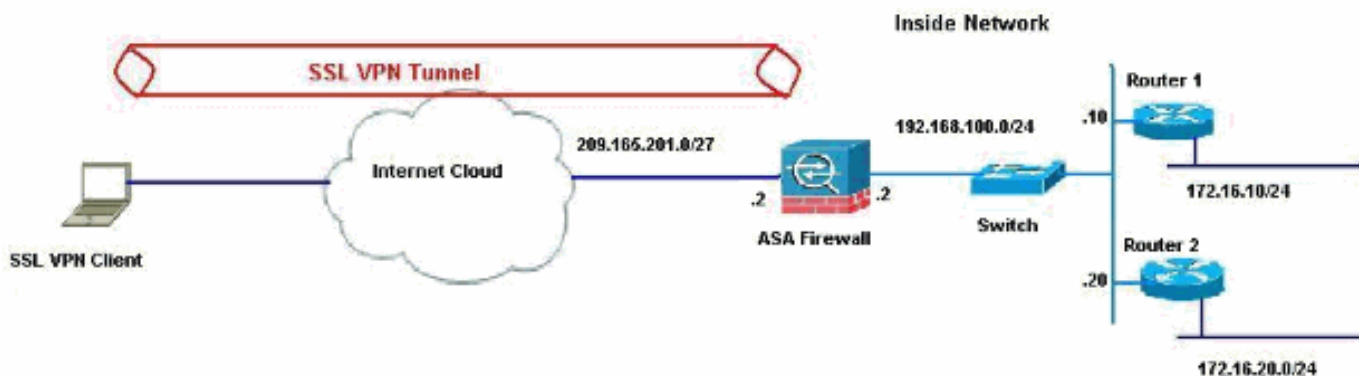 Inside Network
SSL VPN Tunnel
Router 1
.10
192.168.100.0/24
209.165.201.0/27
Internet Cloud
172.16.10/24
.2
.2
Switch
ASA Firewall
SSL VPN Client
Router 2
.20
172.16.20.0/24